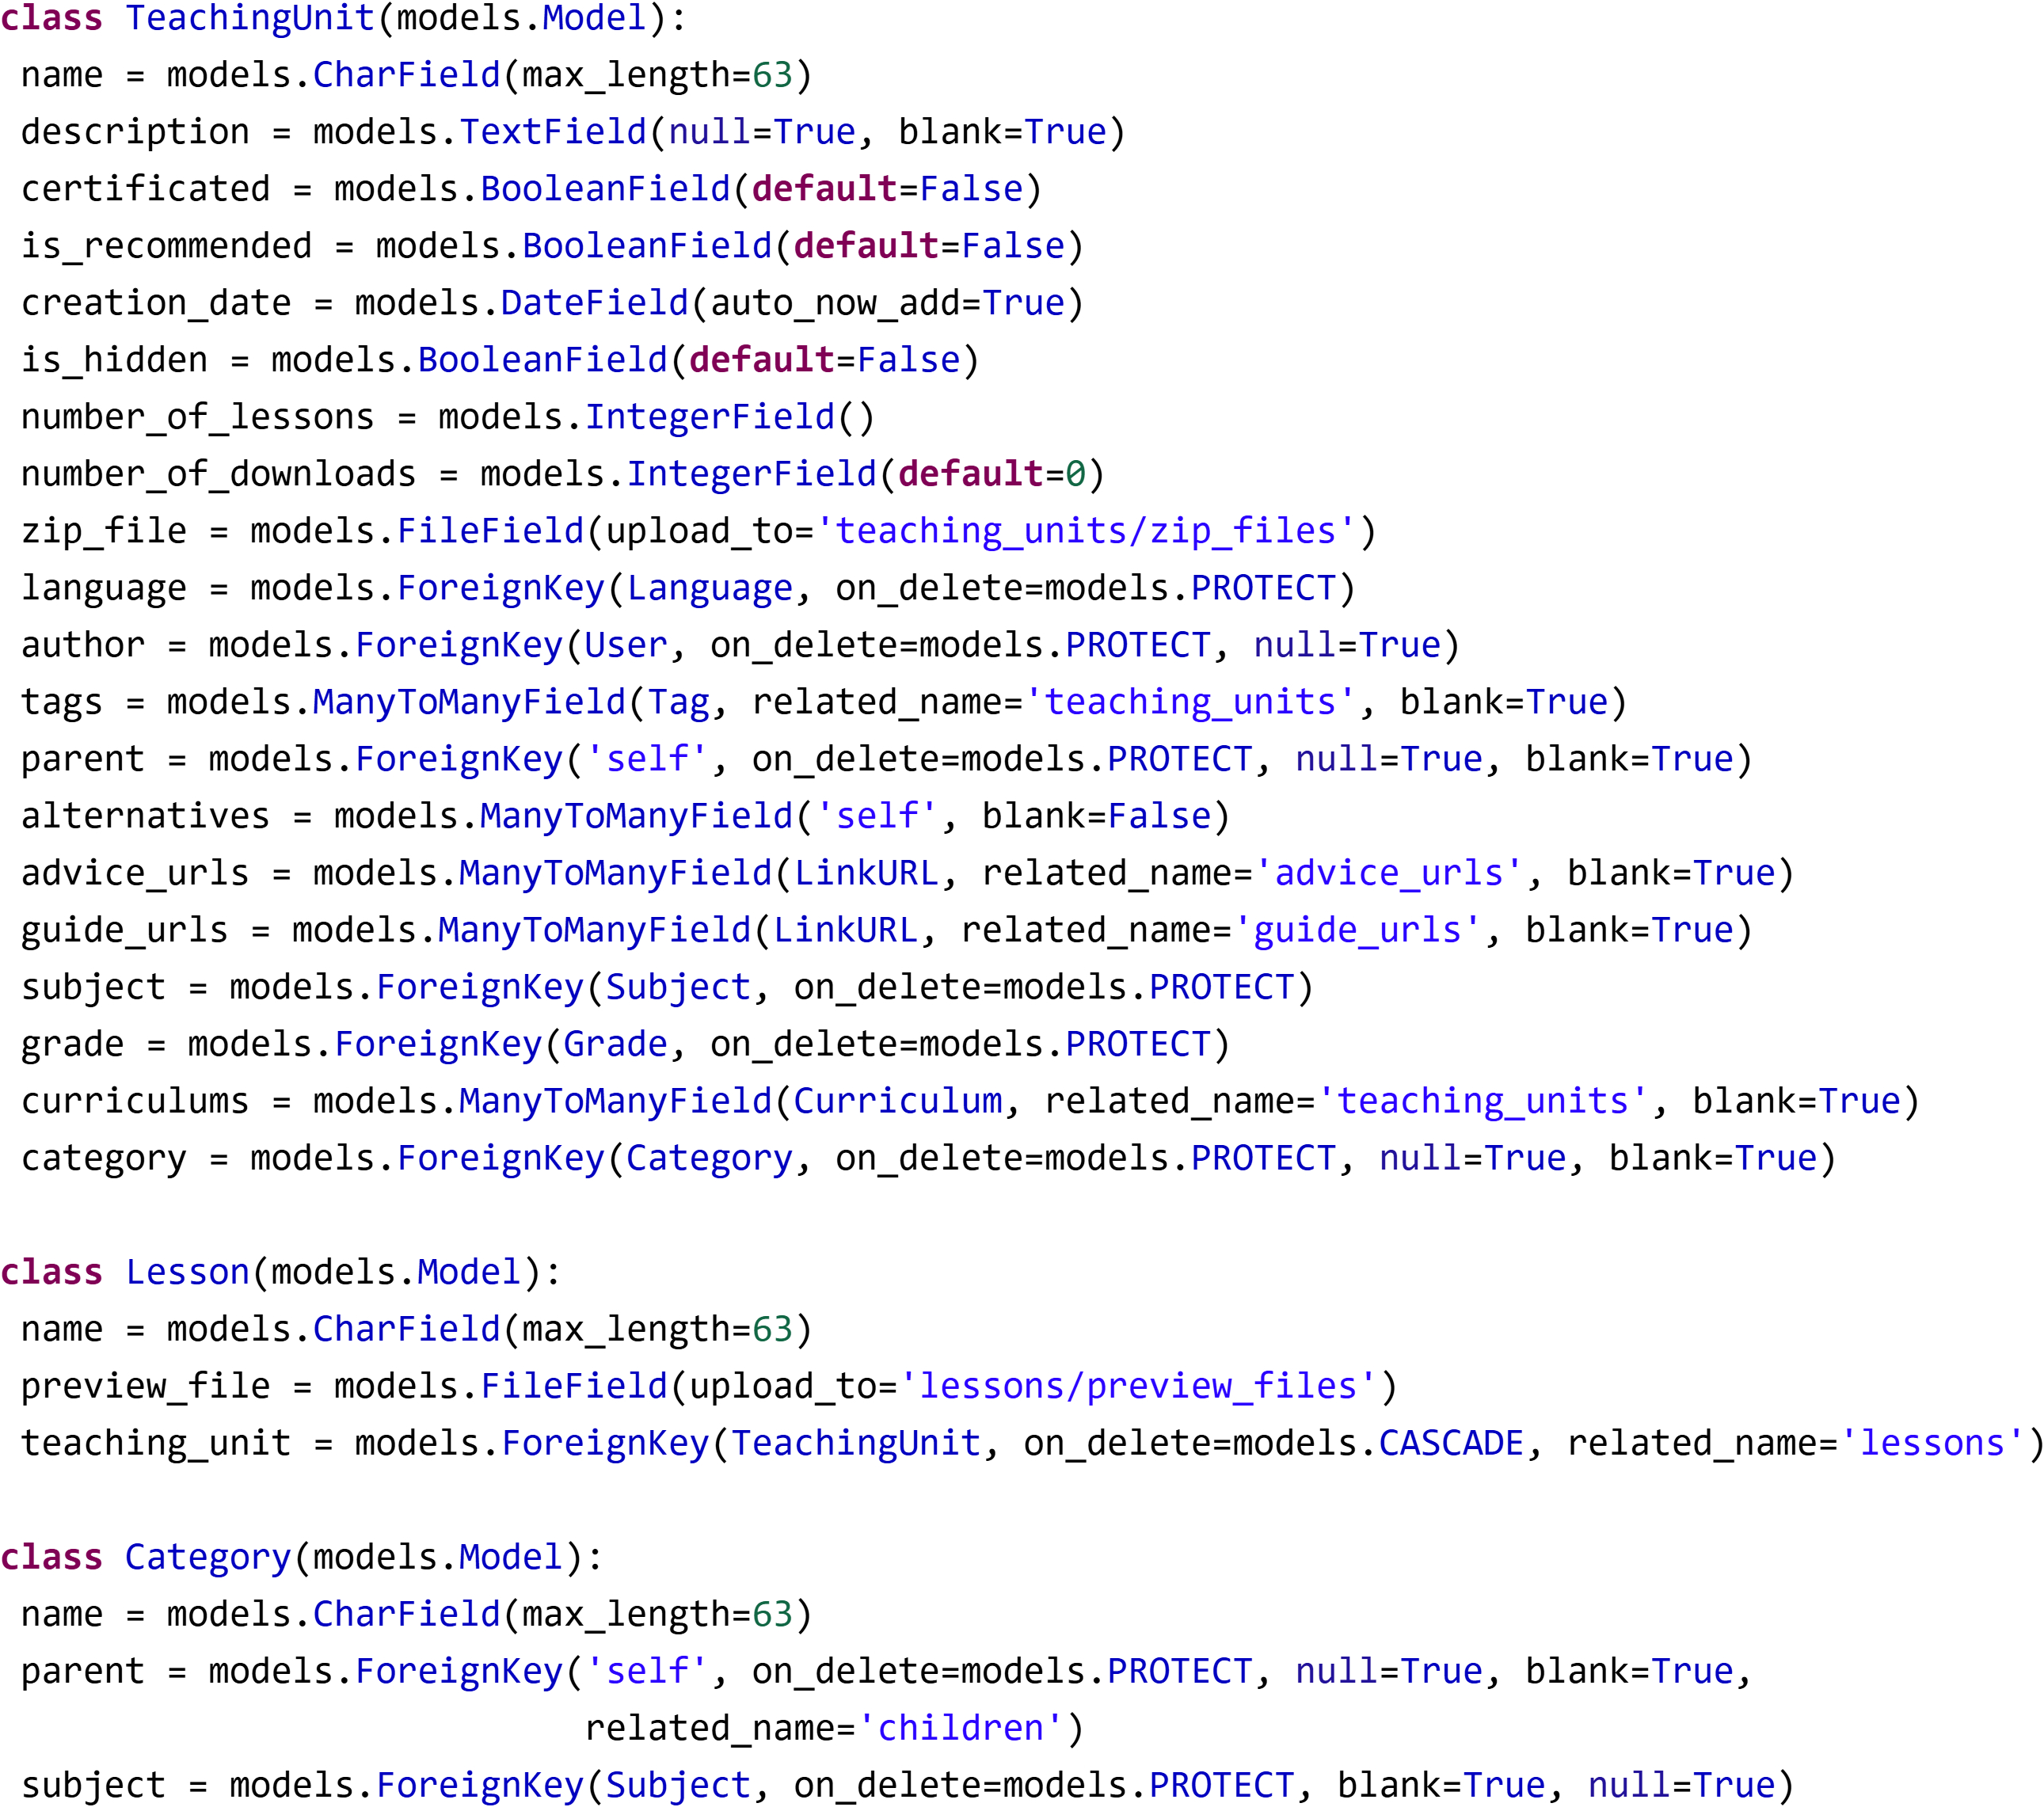 class TeachingUnit(models.Model):
 name = models.CharField(max_length=63)
 description = models.TextField(null=True, blank=True)
 certificated = models.BooleanField(default=False)
 is_recommended = models.BooleanField(default=False)
 creation_date = models.DateField(auto_now_add=True)
 is_hidden = models.BooleanField(default=False)
 number_of_lessons = models.IntegerField()
 number_of_downloads = models.IntegerField(default=0)
 zip_file = models.FileField(upload_to='teaching_units/zip_files')
 language = models.ForeignKey(Language, on_delete=models.PROTECT)
 author = models.ForeignKey(User, on_delete=models.PROTECT, null=True)
 tags = models.ManyToManyField(Tag, related_name='teaching_units', blank=True)
 parent = models.ForeignKey('self', on_delete=models.PROTECT, null=True, blank=True)
 alternatives = models.ManyToManyField('self', blank=False)
 advice_urls = models.ManyToManyField(LinkURL, related_name='advice_urls', blank=True)
 guide_urls = models.ManyToManyField(LinkURL, related_name='guide_urls', blank=True)
 subject = models.ForeignKey(Subject, on_delete=models.PROTECT)
 grade = models.ForeignKey(Grade, on_delete=models.PROTECT)
 curriculums = models.ManyToManyField(Curriculum, related_name='teaching_units', blank=True)
 category = models.ForeignKey(Category, on_delete=models.PROTECT, null=True, blank=True)

class Lesson(models.Model):
 name = models.CharField(max_length=63)
 preview_file = models.FileField(upload_to='lessons/preview_files')
 teaching_unit = models.ForeignKey(TeachingUnit, on_delete=models.CASCADE, related_name='lessons')

class Category(models.Model):
 name = models.CharField(max_length=63)
 parent = models.ForeignKey('self', on_delete=models.PROTECT, null=True, blank=True,
                            related_name='children')
 subject = models.ForeignKey(Subject, on_delete=models.PROTECT, blank=True, null=True)